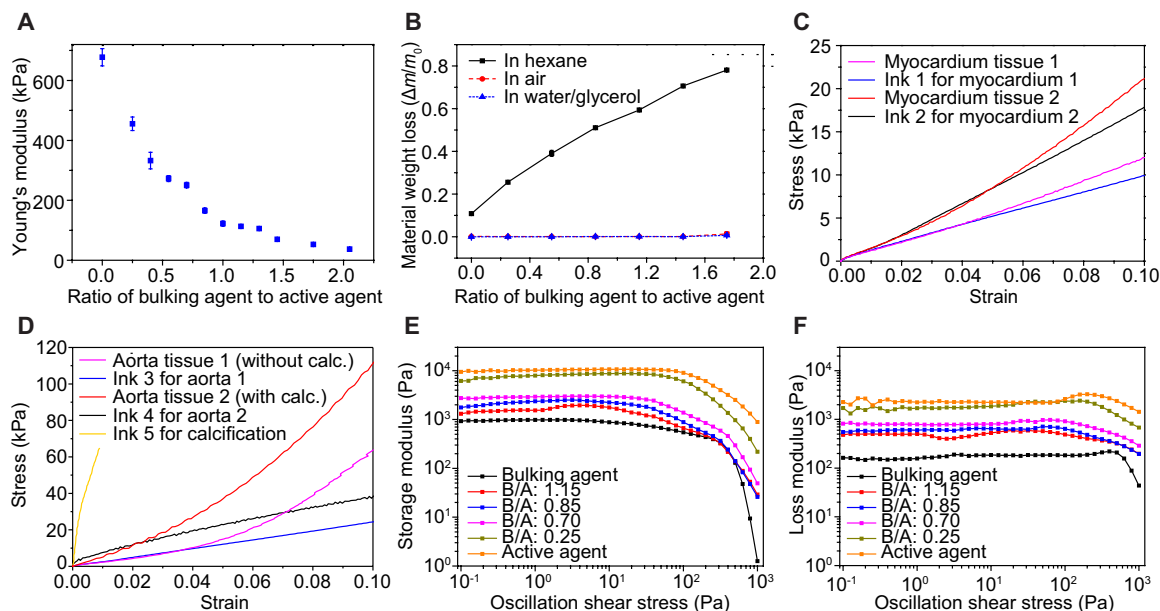 A
Young's modulus (kPa)
600
400
200
0
0.0 0.5 1.0 1.5 2.0
Ratio of bulking agent to active agent
B
Material weight loss (Δm/m0)
In hexane
In air
In water/glycerol
0.8
0.6
0.4
0.2
0.0
0.0 0.4 0.8 1.2 1.6 2.0
Ratio of bulking agent to active agent
C
Stress (kPa)
Myocardium tissue 1
Ink 1 for myocardium 1
Myocardium tissue 2
Ink 2 for myocardium 2
25
20
15
10
5
0
0.00 0.02 0.04 0.06 0.08 0.10
Strain
D
Stress (kPa)
Aorta tissue 1 (without calc.)
Ink 3 for aorta 1
Aorta tissue 2 (with calc.)
Ink 4 for aorta 2
Ink 5 for calcification
120
100
80
60
40
20
0
0.00 0.02 0.04 0.06 0.08 0.10
Strain
E
Storage modulus (Pa)
10^4
10^3
10^2
10^1
10^0
Bulking agent
B/A: 1.15
B/A: 0.85
B/A: 0.70
B/A: 0.25
Active agent
10^-1 10^0 10^1 10^2 10^3
Oscillation shear stress (Pa)
F
Loss modulus (Pa)
10^4
10^3
10^2
10^1
10^0
Bulking agent
B/A: 1.15
B/A: 0.85
B/A: 0.70
B/A: 0.25
Active agent
10^-1 10^0 10^1 10^2 10^3
Oscillation shear stress (Pa)